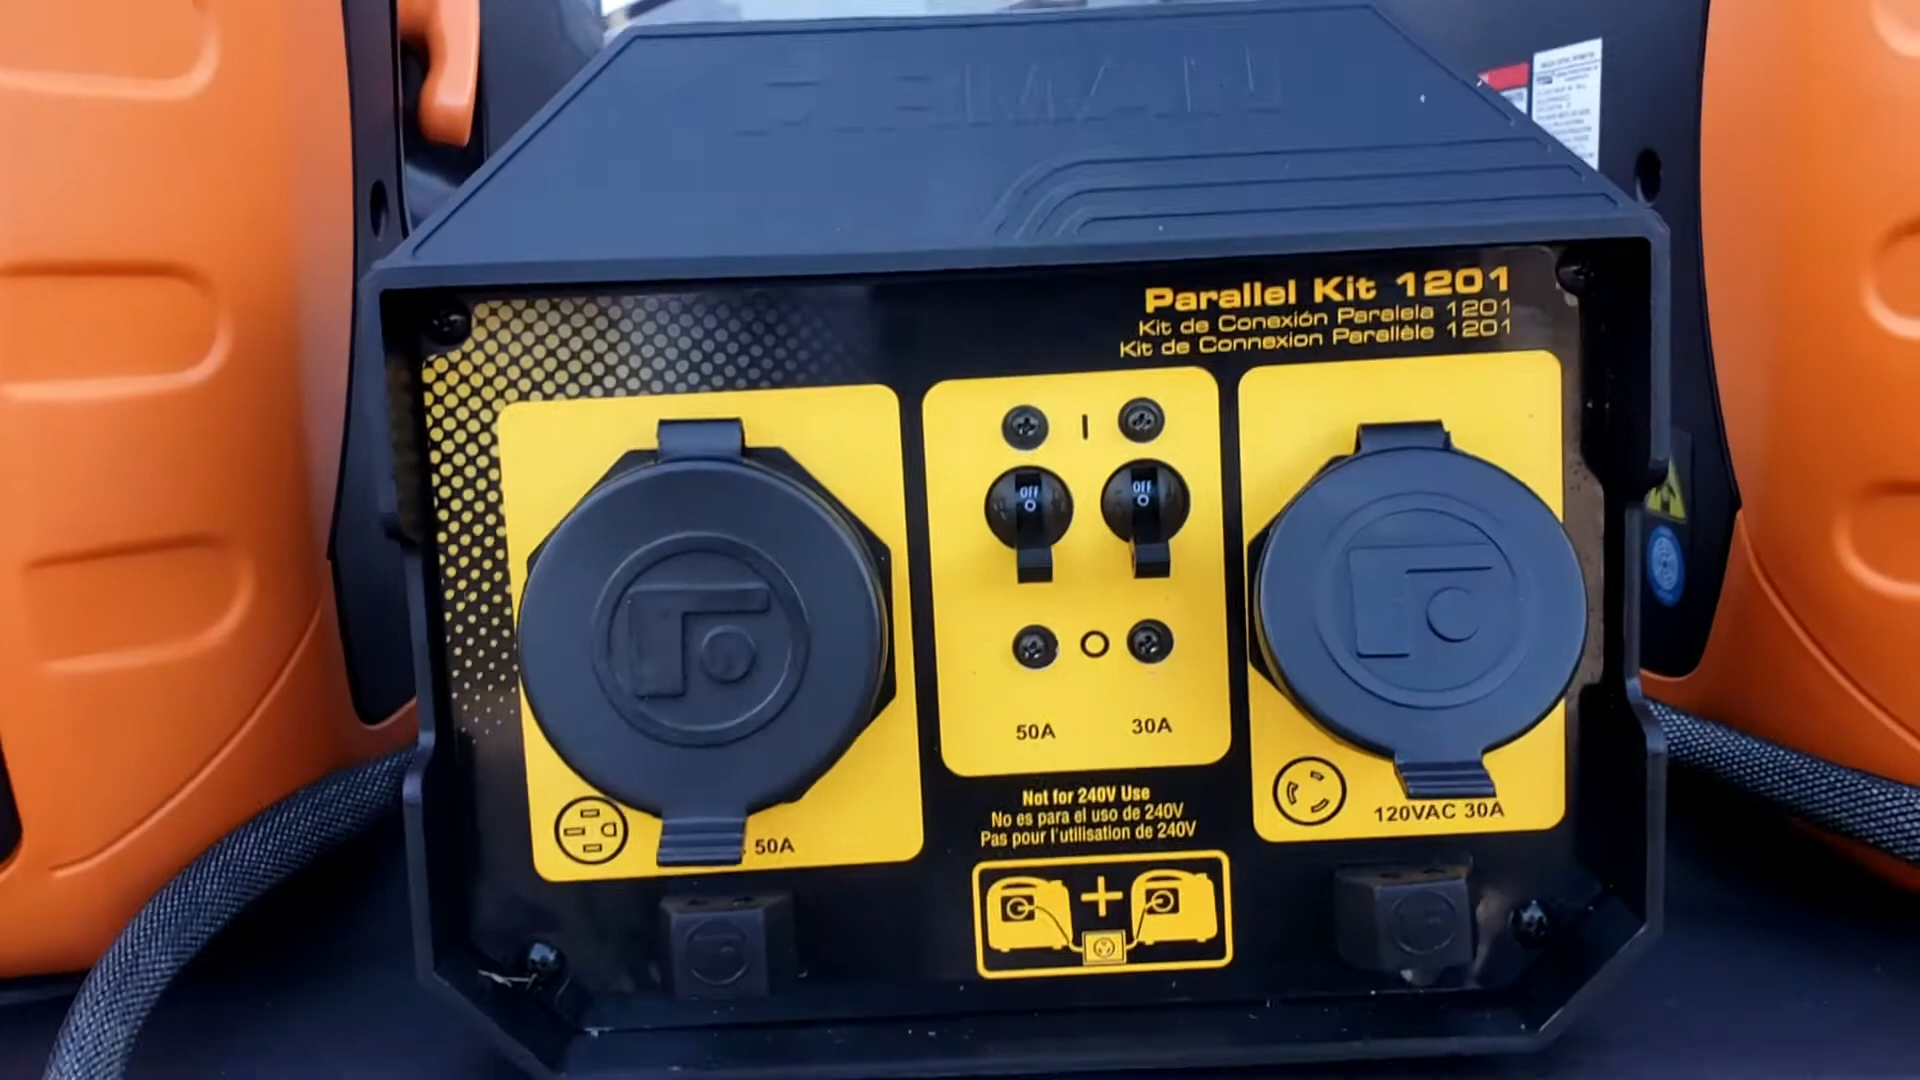 FIRMAN
Parallel Kit 1201
Kit de Conexión Paralela 1201
Kit de Connexion Parallèle 1201
OFF
OFF
50A 30A
50A
120VAC 30A
Not for 240V Use
No es para el uso de 240V
Pas pour l'utilisation de 240V